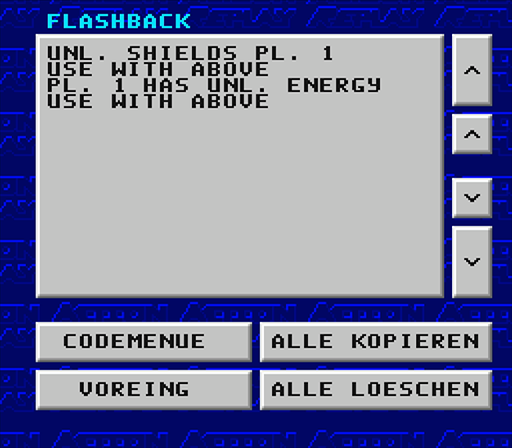 FLASHBACK
UNL. SHIELDS PL. 1
USE WITH ABOVE
PL. 1 HAS UNL. ENERGY
USE WITH ABOVE
CODEMENUE
ALLE KOPIEREN
VOREING
ALLE LOESCHEN